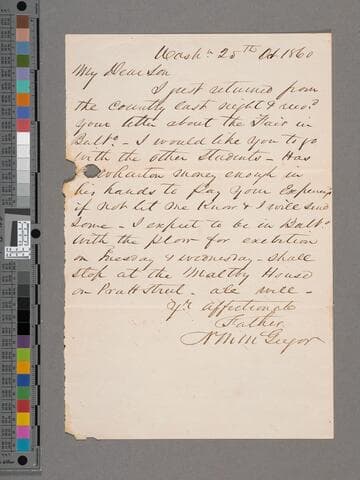 Washn 25th Oct 1860
My Dear Son
I just returned from
the Country last night & recd
your letter about the Fair in
Balto - I would like you to go
with the other Students - Has
Wharton money enough in
his hands to pay your Expenses
if not let me Know & I will send
some - I expect to be in Balto
with the plow for exebition
on Tuesday & Wednesday - shall
stop at the Maltby House
on Pratt Street - all well -
Yr affectionate
Father
N M McGregor